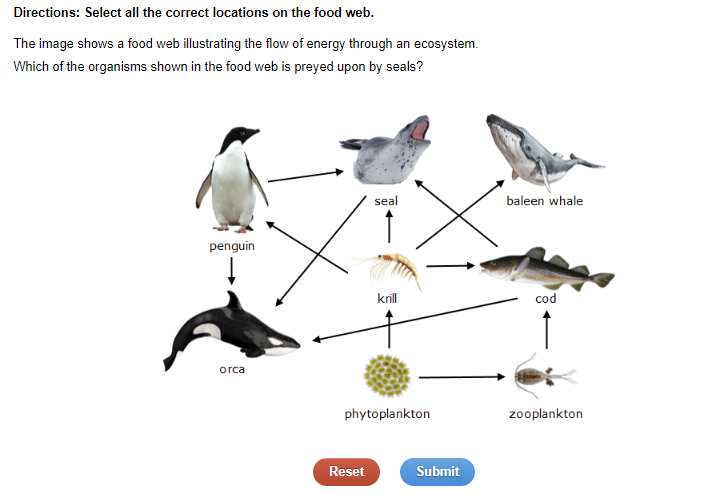 Directions: Select all the correct locations on the food web.
The image shows a food web illustrating the flow of energy through an ecosystem.
Which of the organisms shown in the food web is preyed upon by seals?
seal
baleen whale
penguin
krill
cod
orca
phytoplankton
zooplankton
Reset
Submit